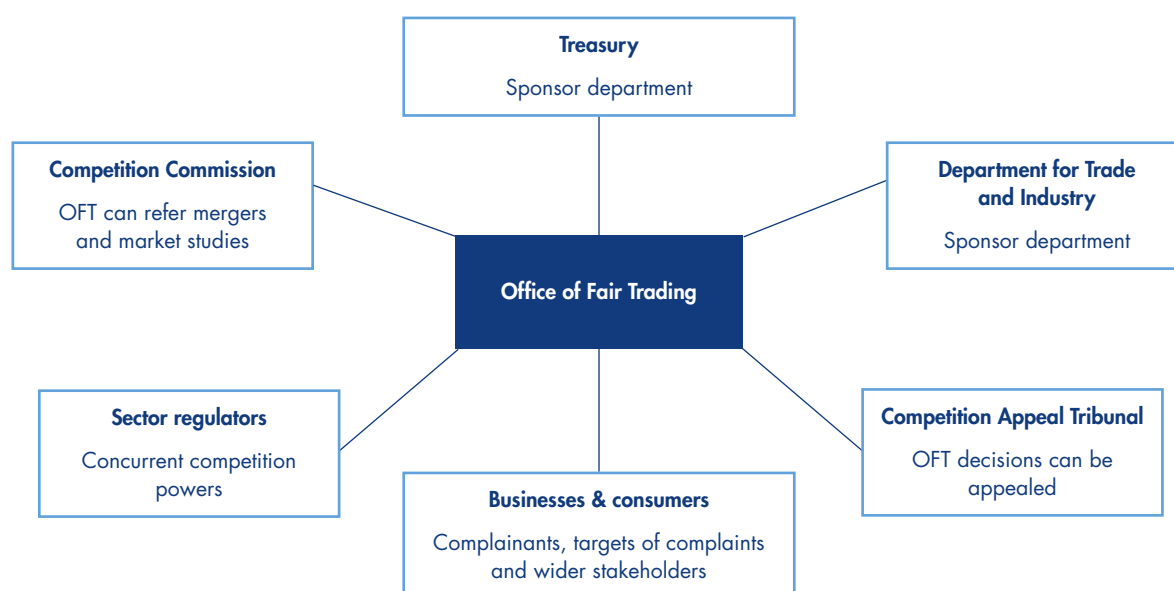 Treasury
Sponsor department
Competition Commission
OFT can refer mergers
and market studies
Department for Trade
and Industry
Sponsor department
Office of Fair Trading
Sector regulators
Concurrent competition
powers
Businesses & consumers
Complainants, targets of complaints
and wider stakeholders
Competition Appeal Tribunal
OFT decisions can be
appealed